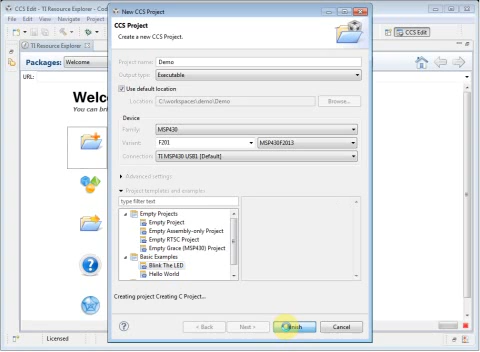 CCS Edit - TI Resource Explorer - Cod
File Edit View Navigate Project
CCS Edit
TI Resource Explorer
Packages: Welcome
URL:
Welc
You can br
Licensed
New CCS Project
CCS Project
Create a new CCS Project.
Project name: Demo
Output type: Executable
Use default location
Location: C:\workspaces\demo\Demo
Browse...
Device
Family: MSP430
Variant: F201 MSP430F2013
Connection: TI MSP430 USB1 [Default]
Advanced settings
Project templates and examples
type filter text
Empty Projects
Empty Project
Empty Assembly-only Project
Empty RTSC Project
Empty Grace (MSP430) Project
Basic Examples
Blink The LED
Hello World
Creating project Creating C Project...
< Back Next > Finish Cancel